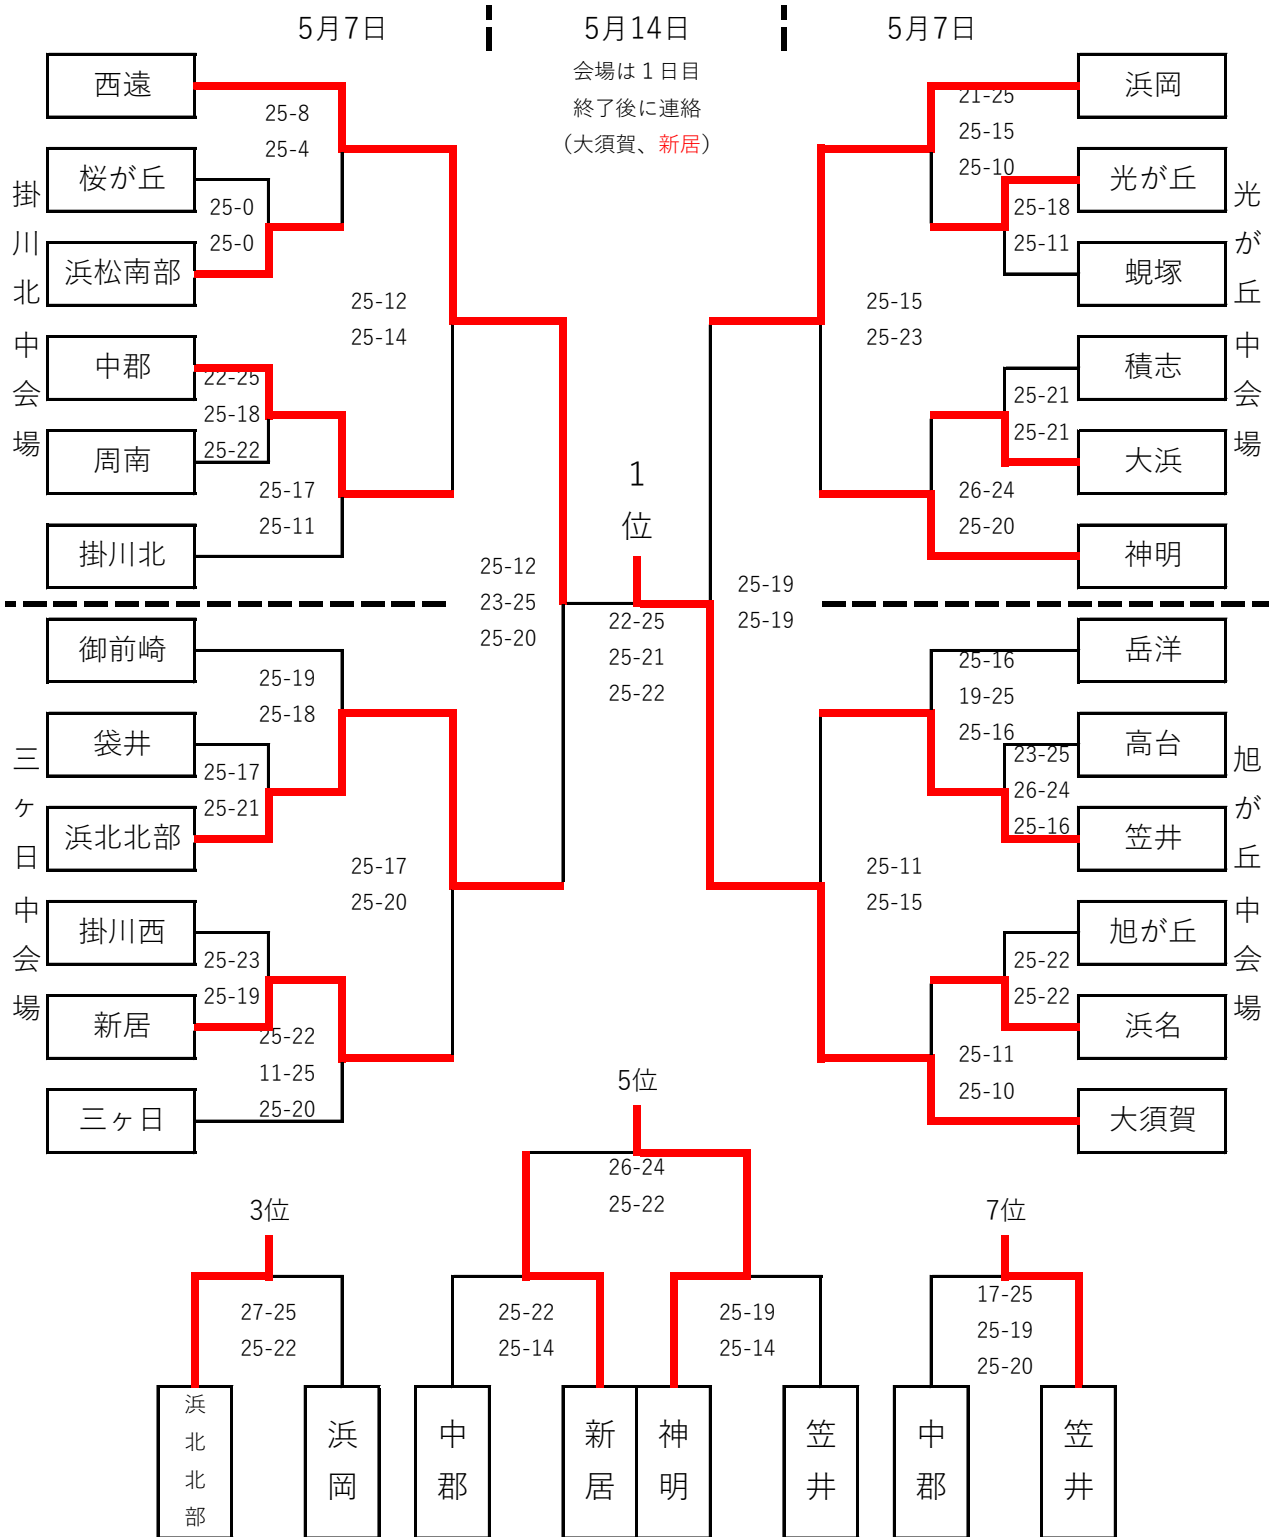 5月7日
5月14日
5月7日
会場は１日目
終了後に連絡
（大須賀、新居）
掛川北中会場
西遠
桜が丘
浜松南部
中郡
周南
掛川北
25-8
25-4
25-0
25-0
25-12
25-14
22-25
25-18
25-22
25-17
25-11
三ヶ日中会場
御前崎
袋井
浜北北部
掛川西
新居
三ヶ日
25-19
25-18
25-17
25-21
25-17
25-20
25-23
25-19
25-22
11-25
25-20
25-12
23-25
25-20
1位
22-25
25-21
25-22
25-19
25-19
光が丘中会場
浜岡
光が丘
蜆塚
積志
大浜
神明
21-25
25-15
25-10
25-18
25-11
25-15
25-23
25-21
25-21
26-24
25-20
旭が丘中会場
岳洋
高台
笠井
旭が丘
浜名
大須賀
25-16
19-25
25-16
23-25
26-24
25-16
25-11
25-15
25-22
25-22
25-11
25-10
3位
27-25
25-22
浜北北部
浜岡
5位
26-24
25-22
25-22
25-14
25-19
25-14
中郡
新居
神明
笠井
7位
17-25
25-19
25-20
中郡
笠井